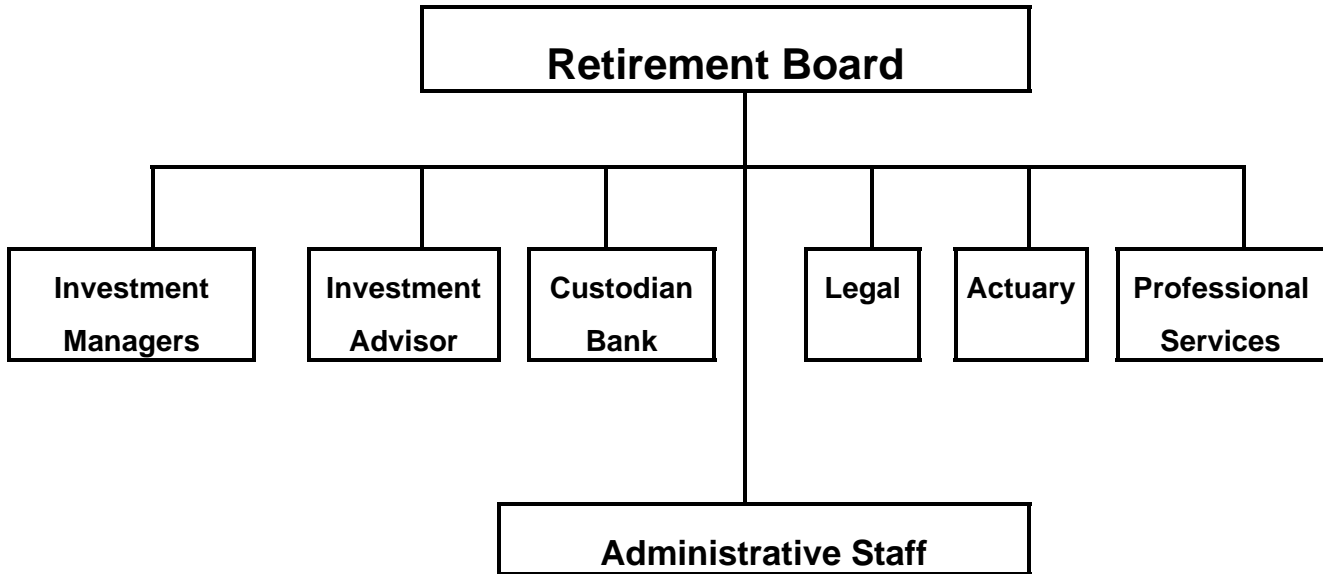 Retirement Board
Investment
Managers
Investment
Advisor
Custodian
Bank
Legal
Actuary
Professional
Services
Administrative Staff